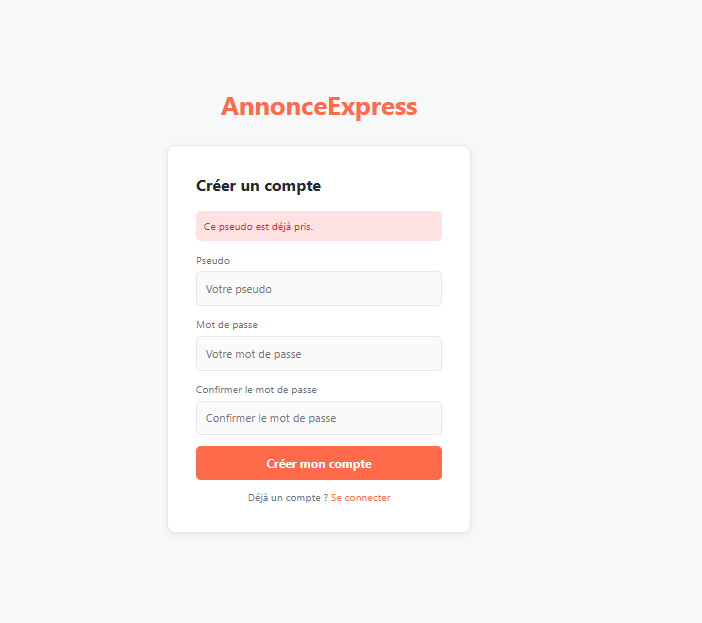 AnnonceExpress
Créer un compte
Ce pseudo est déjà pris.
Pseudo
Votre pseudo
Mot de passe
Votre mot de passe
Confirmer le mot de passe
Confirmer le mot de passe
Créer mon compte
Déjà un compte ? Se connecter